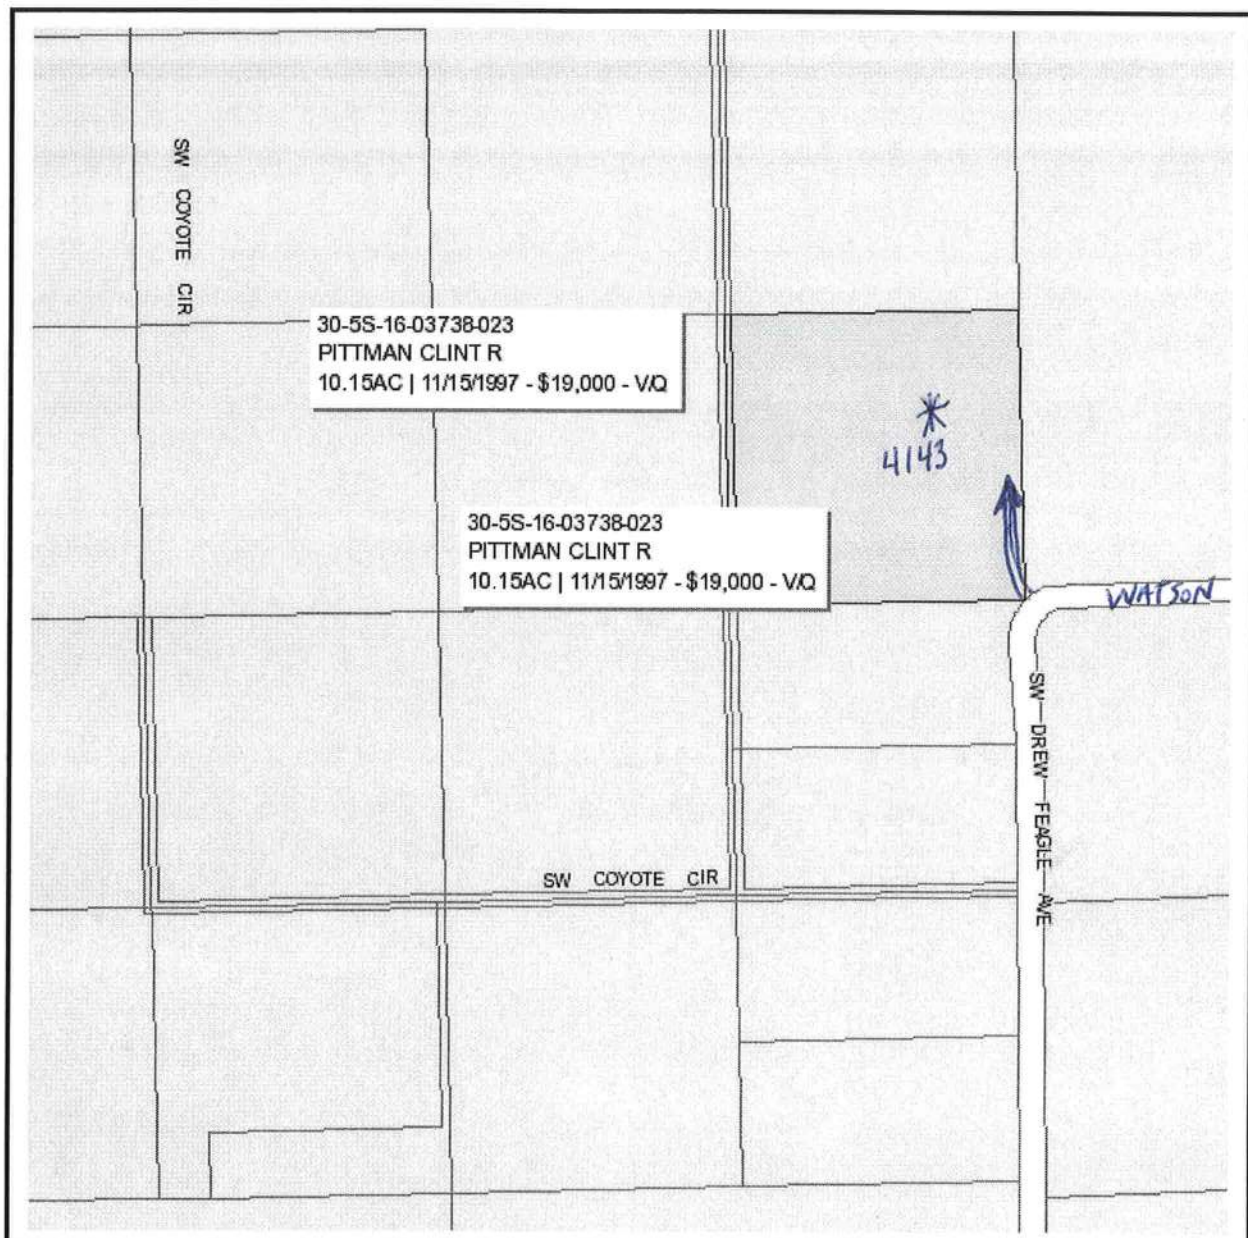 SW COYOTE CIR
30-5S-16-03738-023
PITTMAN CLINT R
10.15AC | 11/15/1997 - $19,000 - V/Q
4143
30-5S-16-03738-023
PITTMAN CLINT R
10.15AC | 11/15/1997 - $19,000 - V/Q
WATSON
SW DREW FEAGLE AVE
SW COYOTE CIR